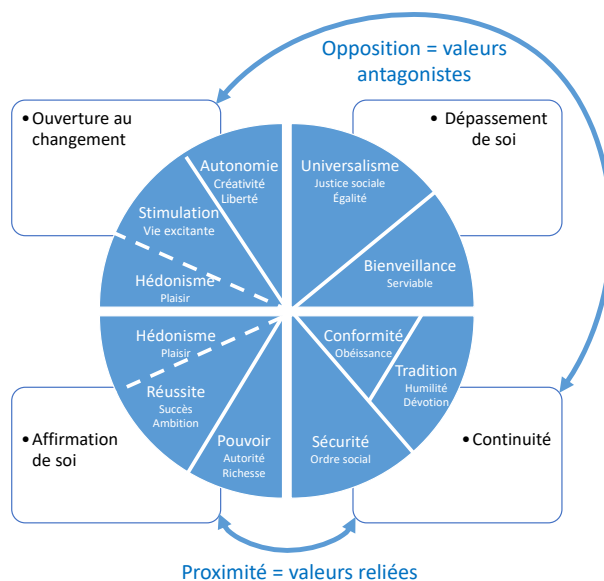 Opposition = valeurs
antagonistes
• Ouverture au
changement
• Dépassement
de soi
Autonomie
Créativité
Liberté
Universalisme
Justice sociale
Égalité
Stimulation
Vie excitante
Bienveillance
Serviable
Hédonisme
Plaisir
Hédonisme
Plaisir
Conformité
Obéissance
Tradition
Humilité
Dévotion
Réussite
Succès
Ambition
• Affirmation
de soi
Pouvoir
Autorité
Richesse
Sécurité
Ordre social
• Continuité
Proximité = valeurs reliées